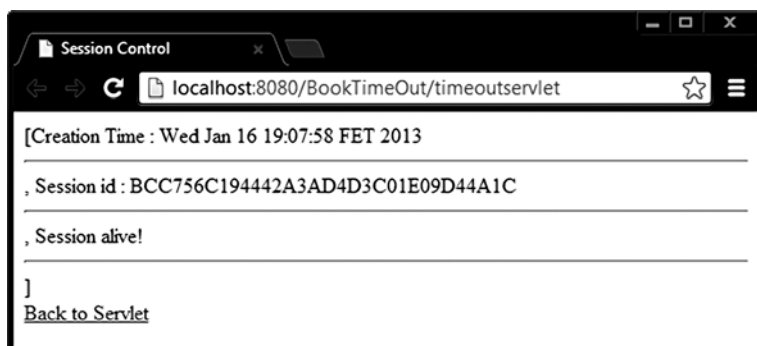 Session Control
localhost:8080/BookTimeOut/timeoutservlet
[Creation Time : Wed Jan 16 19:07:58 FET 2013
, Session id : BCC756C194442A3AD4D3C01E09D44A1C
, Session alive!
]
Back to Servlet